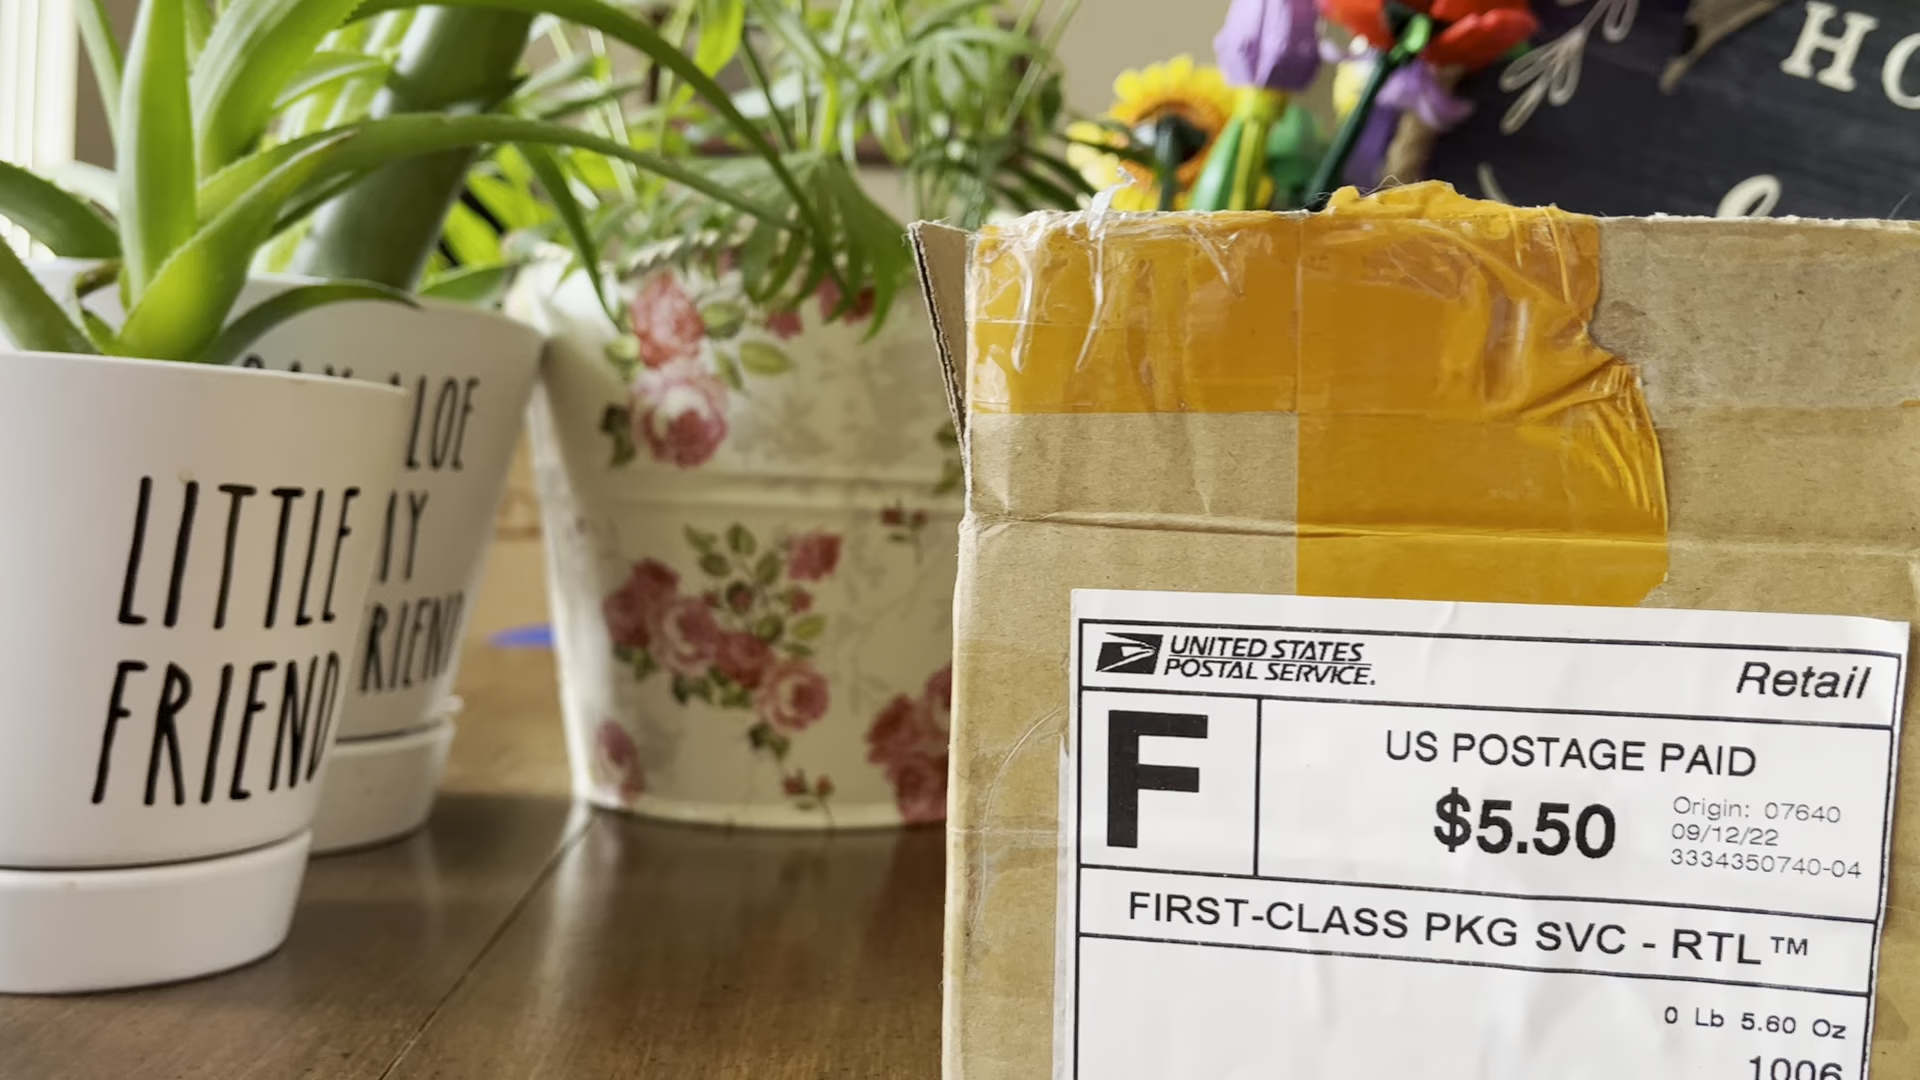 LITTLE
FRIEND
UNITED STATES
POSTAL SERVICE.
Retail
F
US POSTAGE PAID
$5.50
Origin: 07640
09/12/22
3334350740-04
FIRST-CLASS PKG SVC - RTL™
0 Lb 5.60 Oz
1006